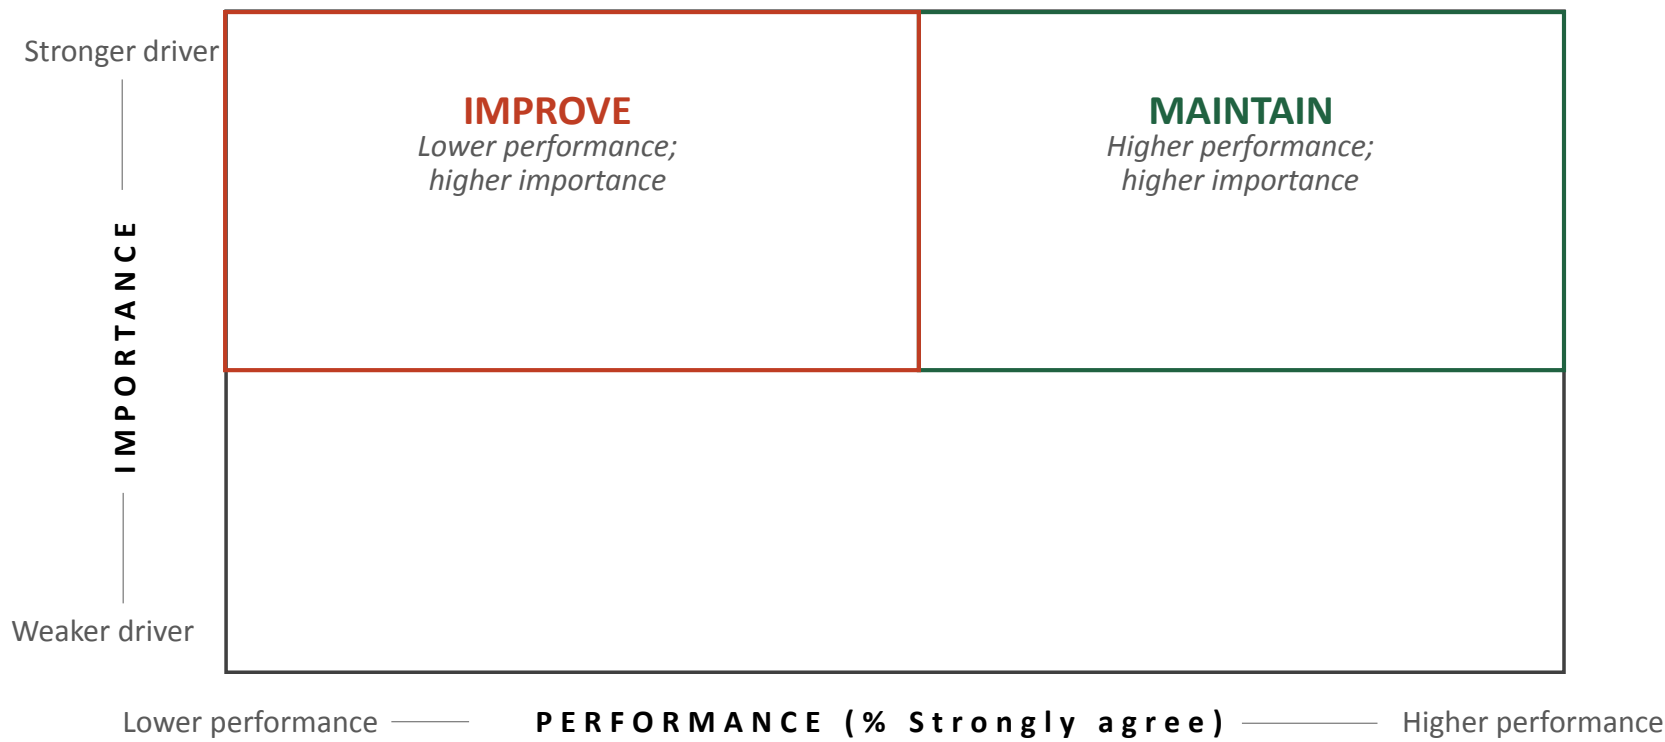 Stronger driver
IMPROVE
Lower performance;
higher importance
MAINTAIN
Higher performance;
higher importance
IMPORTANCE
Weaker driver
Lower performance
PERFORMANCE (% Strongly agree)
Higher performance